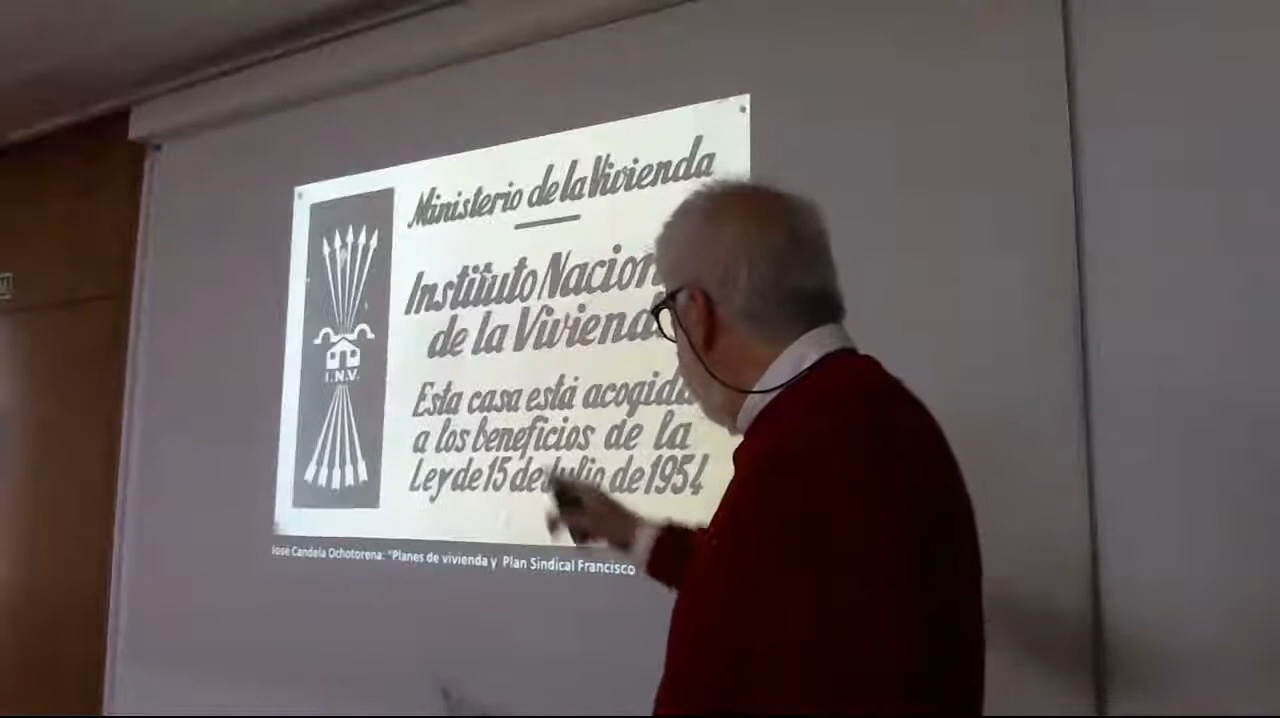 Ministerio de la Vivienda
Instituto Nacion
de la Viviend
I.N.V.
Esta casa está acogida
a los beneficios de la
Ley de 15 de Julio de 1954
José Candela Ochotorena: "Planes de vivienda y Plan Sindical Francisco